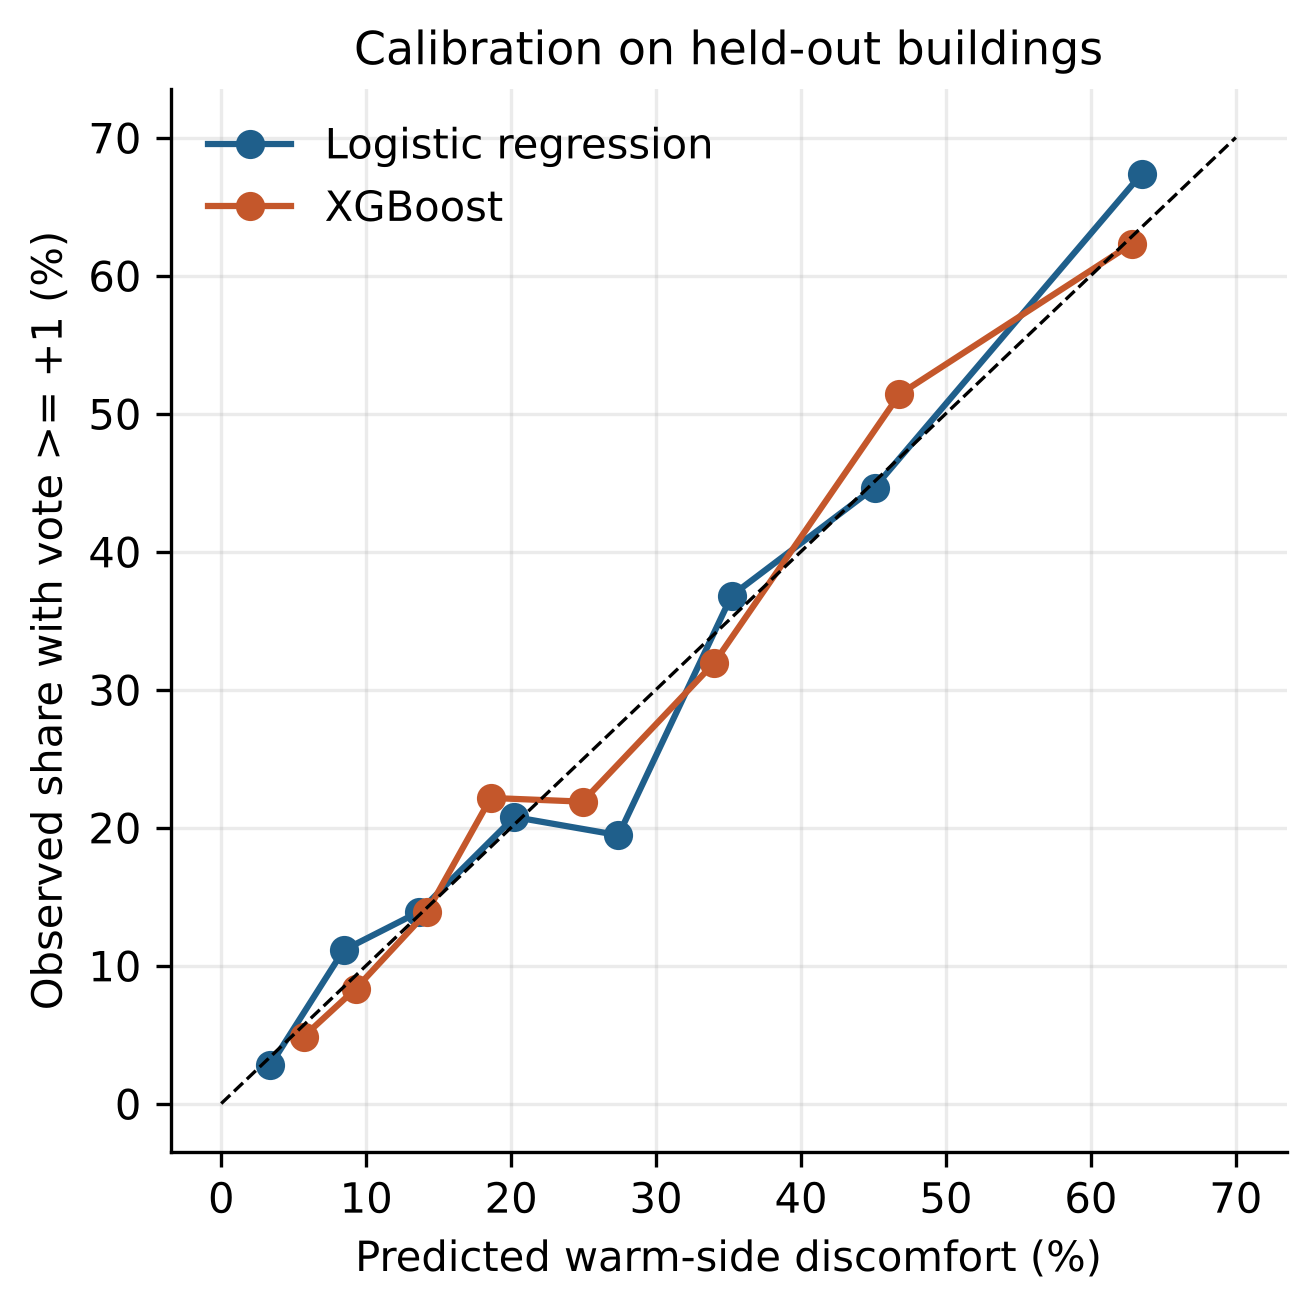 Calibration on held-out buildings
Logistic regression
XGBoost
Observed share with vote >= +1 (%)
70
60
50
40
30
20
10
0
0 10 20 30 40 50 60 70
Predicted warm-side discomfort (%)